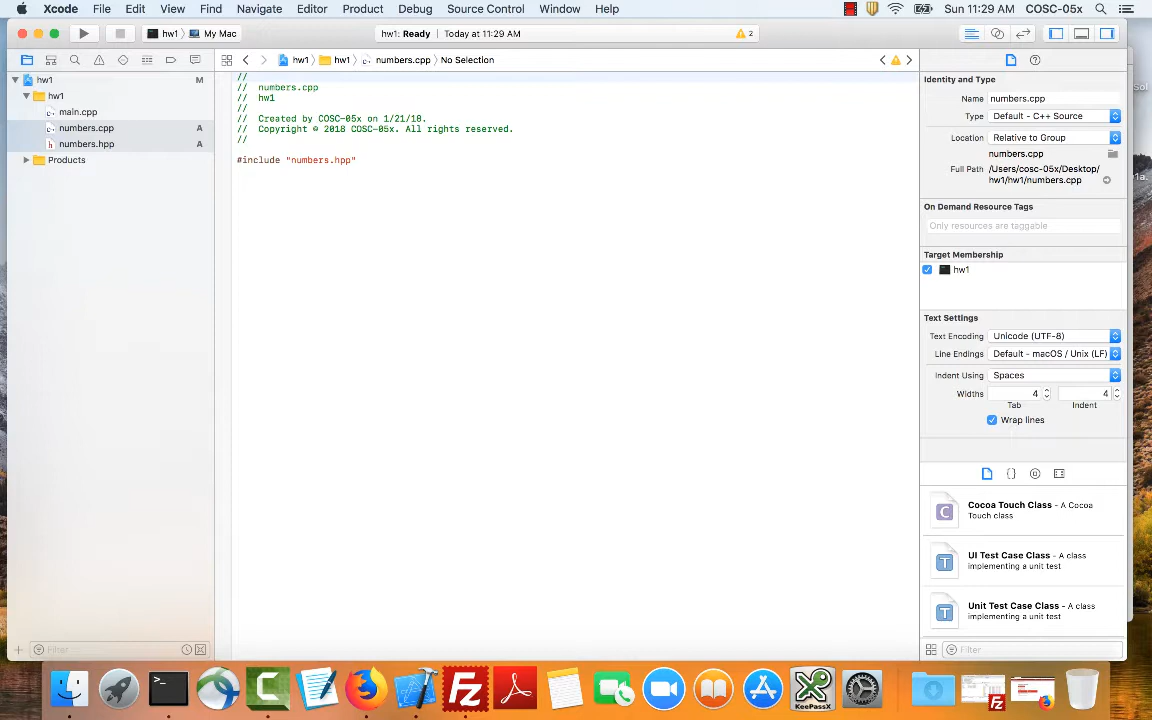 Xcode File Edit View Find Navigate Editor Product Debug Source Control Window Help Sun 11:29 AM COSC-05x
hw1 My Mac hw1: Ready Today at 11:29 AM 2
hw1 hw1 numbers.cpp No Selection
hw1 M
hw1
main.cpp
numbers.cpp A
numbers.hpp A
Products
Filter
//
// numbers.cpp
// hw1
//
// Created by COSC-05x on 1/21/18.
// Copyright © 2018 COSC-05x. All rights reserved.
//
#include "numbers.hpp"
Identity and Type
Name numbers.cpp
Type Default - C++ Source
Location Relative to Group
numbers.cpp
Full Path /Users/cosc-05x/Desktop/
hw1/hw1/numbers.cpp
On Demand Resource Tags
Only resources are taggable
Target Membership
hw1
Text Settings
Text Encoding Unicode (UTF-8)
Line Endings Default - macOS / Unix (LF)
Indent Using Spaces
Widths 4 4
Tab Indent
Wrap lines
C Cocoa Touch Class - A Cocoa
Touch class
T UI Test Case Class - A class
implementing a unit test
T Unit Test Case Class - A class
implementing a unit test
Filter
Sol
1a.
>_ C Fz KeePassX Fz